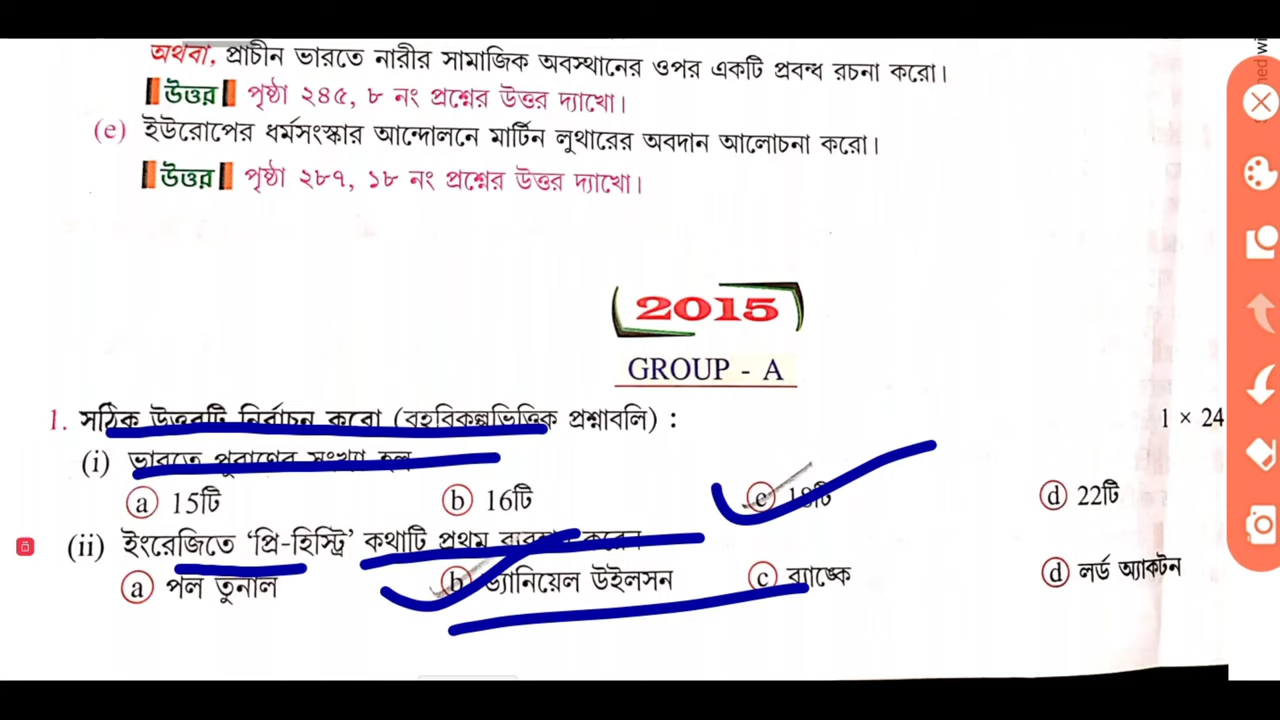 অথবা, প্রাচীন ভারতে নারীর সামাজিক অবস্থানের ওপর একটি প্রবন্ধ রচনা করো।
উত্তর পৃষ্ঠা ২৪৫, ৮ নং প্রশ্নের উত্তর দ্যাখো।
(e) ইউরোপের ধর্মসংস্কার আন্দোলনে মার্টিন লুথারের অবদান আলোচনা করো।
উত্তর পৃষ্ঠা ২৮৭, ১৮ নং প্রশ্নের উত্তর দ্যাখো।
2015
GROUP - A
1. সঠিক উত্তরটি নির্বাচন করো (বহুবিকল্পভিত্তিক প্রশ্নাবলি) : 1 × 24
(i) ভারতে পুরাণের সংখ্যা হল
(a) 15টি (b) 16টি (c) 18টি (d) 22টি
(ii) ইংরেজিতে ‘প্রি-হিস্ট্রি’ কথাটি প্রথম ব্যবহার করেন
(a) পল তুর্নাল (b) ড্যানিয়েল উইলসন (c) র‍্যাঙ্কে (d) লর্ড অ্যাকটন